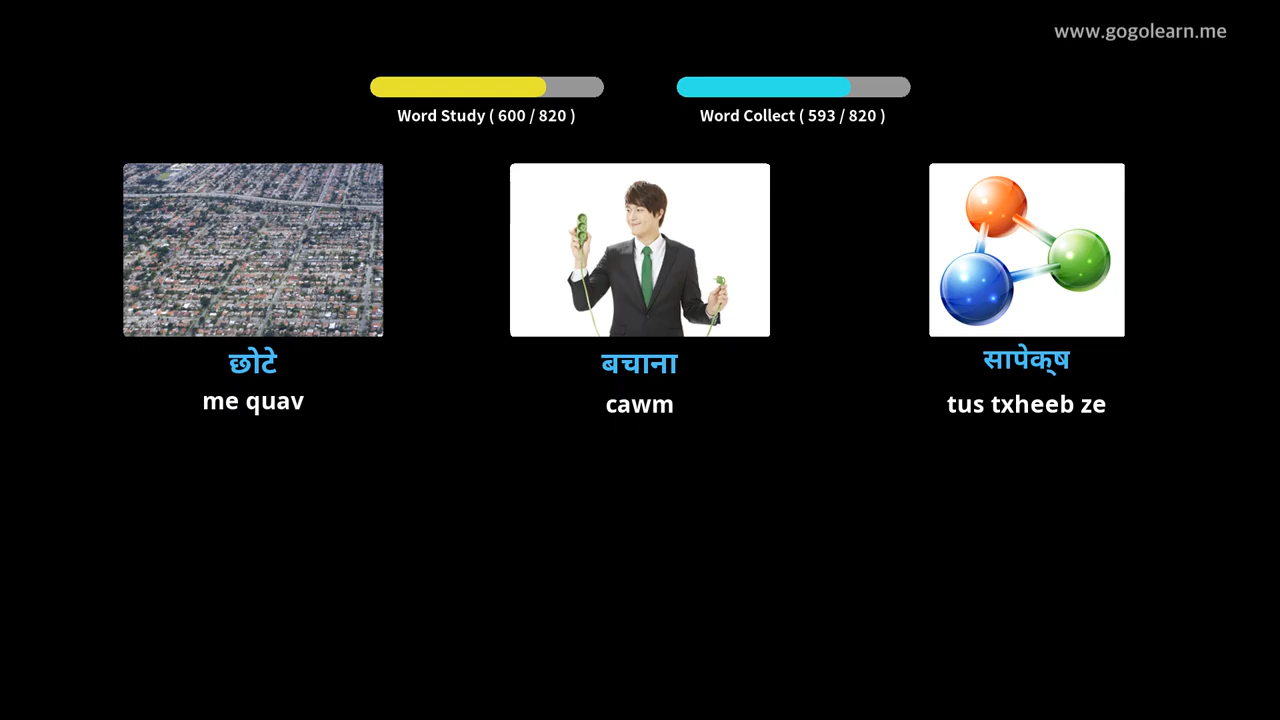 www.gogolearn.me
Word Study ( 600 / 820 )
Word Collect ( 593 / 820 )
छोटे
बचाना
सापेक्‌ष
me quav
cawm
tus txheeb ze